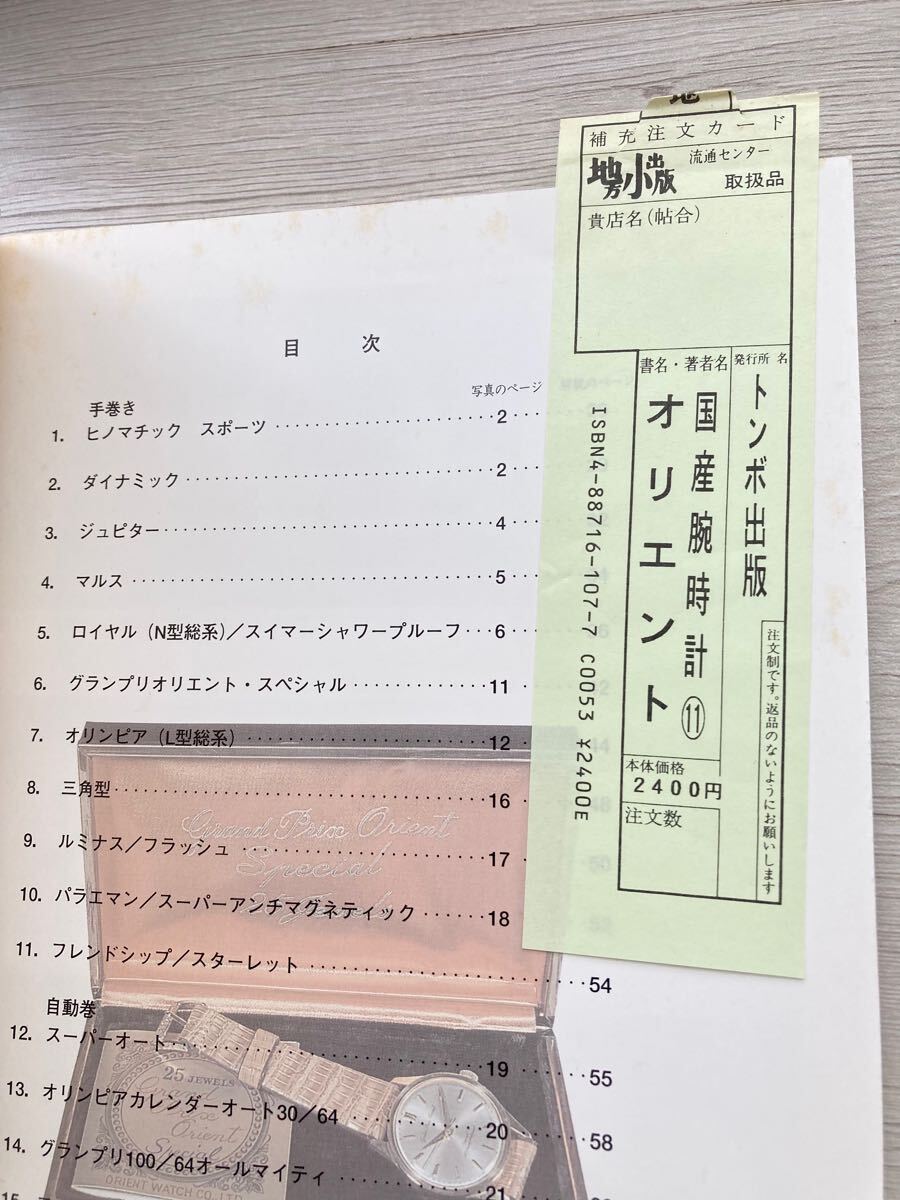 目次
写真のページ
手巻き
1. ヒノマチック スポーツ 2
2. ダイナミック 2
3. ジュピター 4
4. マルス 5
5. ロイヤル（N型総系）／スイマーシャワープルーフ 6
6. グランプリオリエント・スペシャル 11
7. オリンピア（L型総系） 12
8. 三角型 16
9. ルミナス／フラッシュ 17
10. パラエマン／スーパーアンチマグネティック 18
11. フレンドシップ／スターレット 54
自動巻
12. スーパーオート 19 55
13. オリンピアカレンダーオート30／64 20 58
14. グランプリ100／64オールマイティ 21
Grand Prix Orient
Special
25 JEWELS
Grand
Prix
Orient
Special
ORIENT WATCH CO., LTD
地
補充注文カード
地方小出版
流通センター
取扱品
貴店名（帖合）
発行所名
トンボ出版
書名・著者名
国産腕時計⑪
オリエント
本体価格
2400円
注文数
注文制です。返品のないようにお願いします
ISBN4-88716-107-7 C0053 ¥2400E